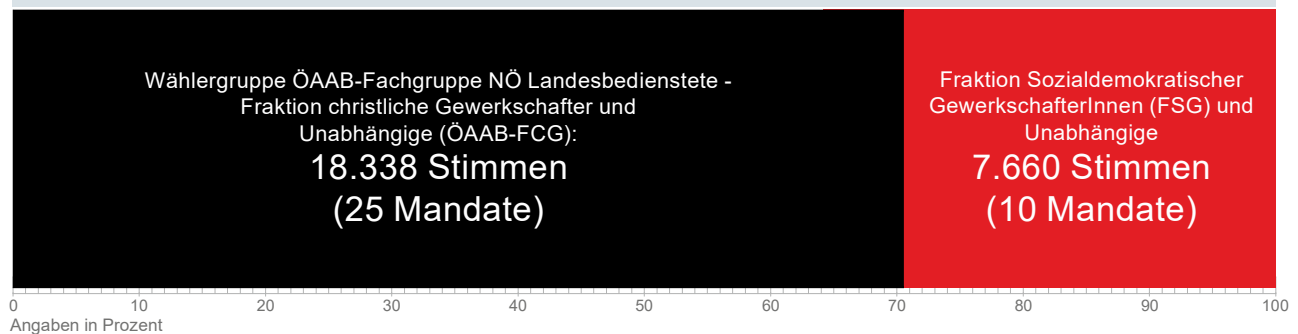 Wählergruppe ÖAAB-Fachgruppe NÖ Landesbedienstete -
Fraktion christliche Gewerkschafter und
Unabhängige (ÖAAB-FCG):
18.338 Stimmen
(25 Mandate)
Fraktion Sozialdemokratischer
GewerkschafterInnen (FSG) und
Unabhängige
7.660 Stimmen
(10 Mandate)
0 10 20 30 40 50 60 70 80 90 100
Angaben in Prozent